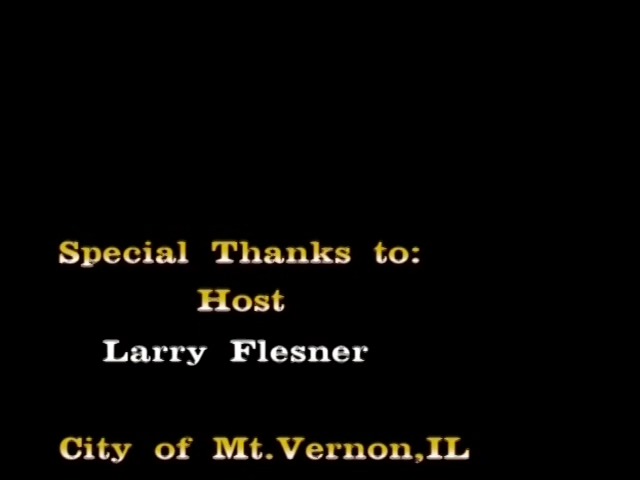 Special Thanks to:
Host
Larry Flesner
City of Mt.Vernon,IL